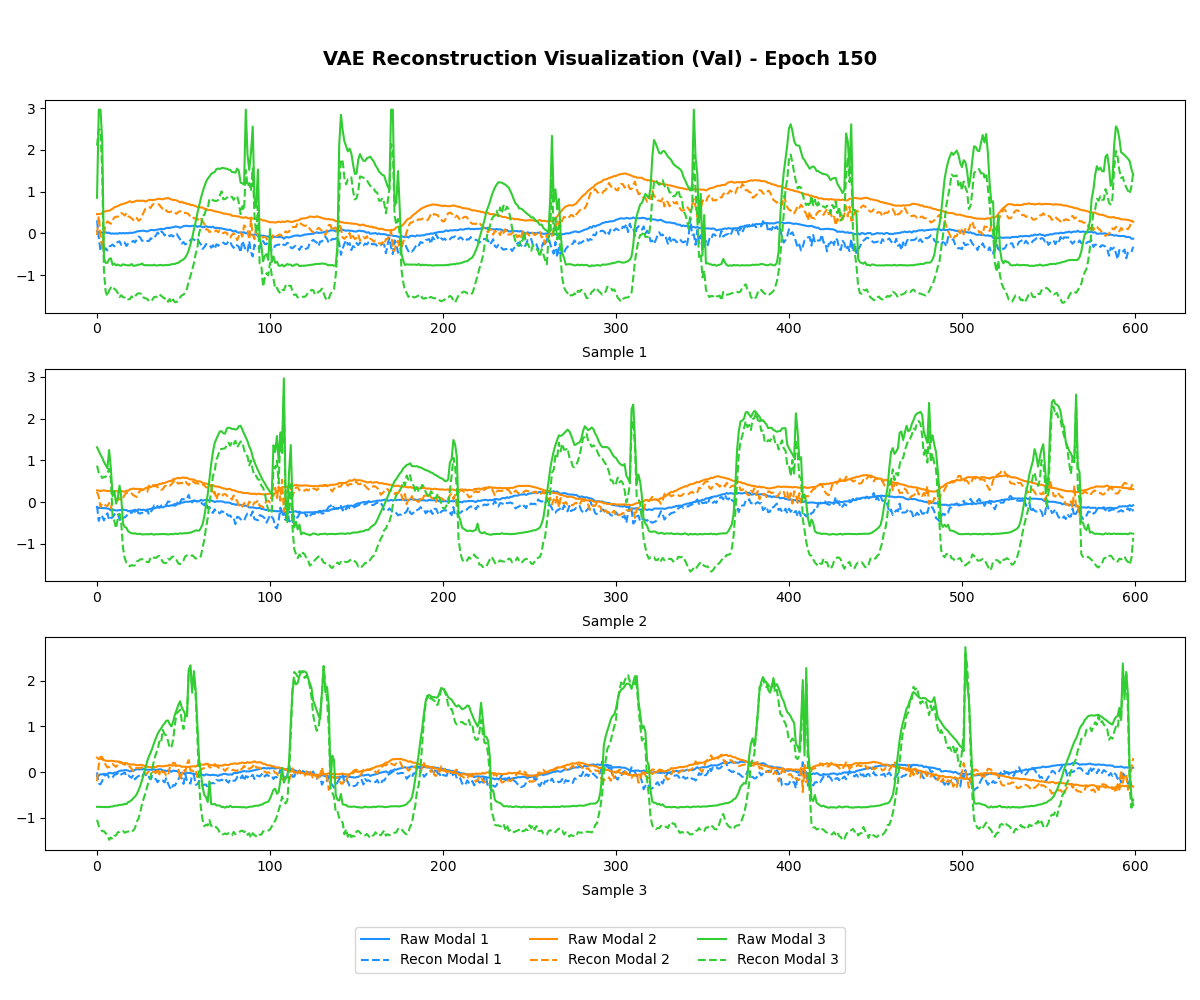 VAE Reconstruction Visualization (Val) - Epoch 150
3
2
1
0
−1
0 100 200 300 400 500 600
Sample 1
3
2
1
0
−1
0 100 200 300 400 500 600
Sample 2
2
1
0
−1
0 100 200 300 400 500 600
Sample 3
Raw Modal 1 Raw Modal 2 Raw Modal 3
Recon Modal 1 Recon Modal 2 Recon Modal 3